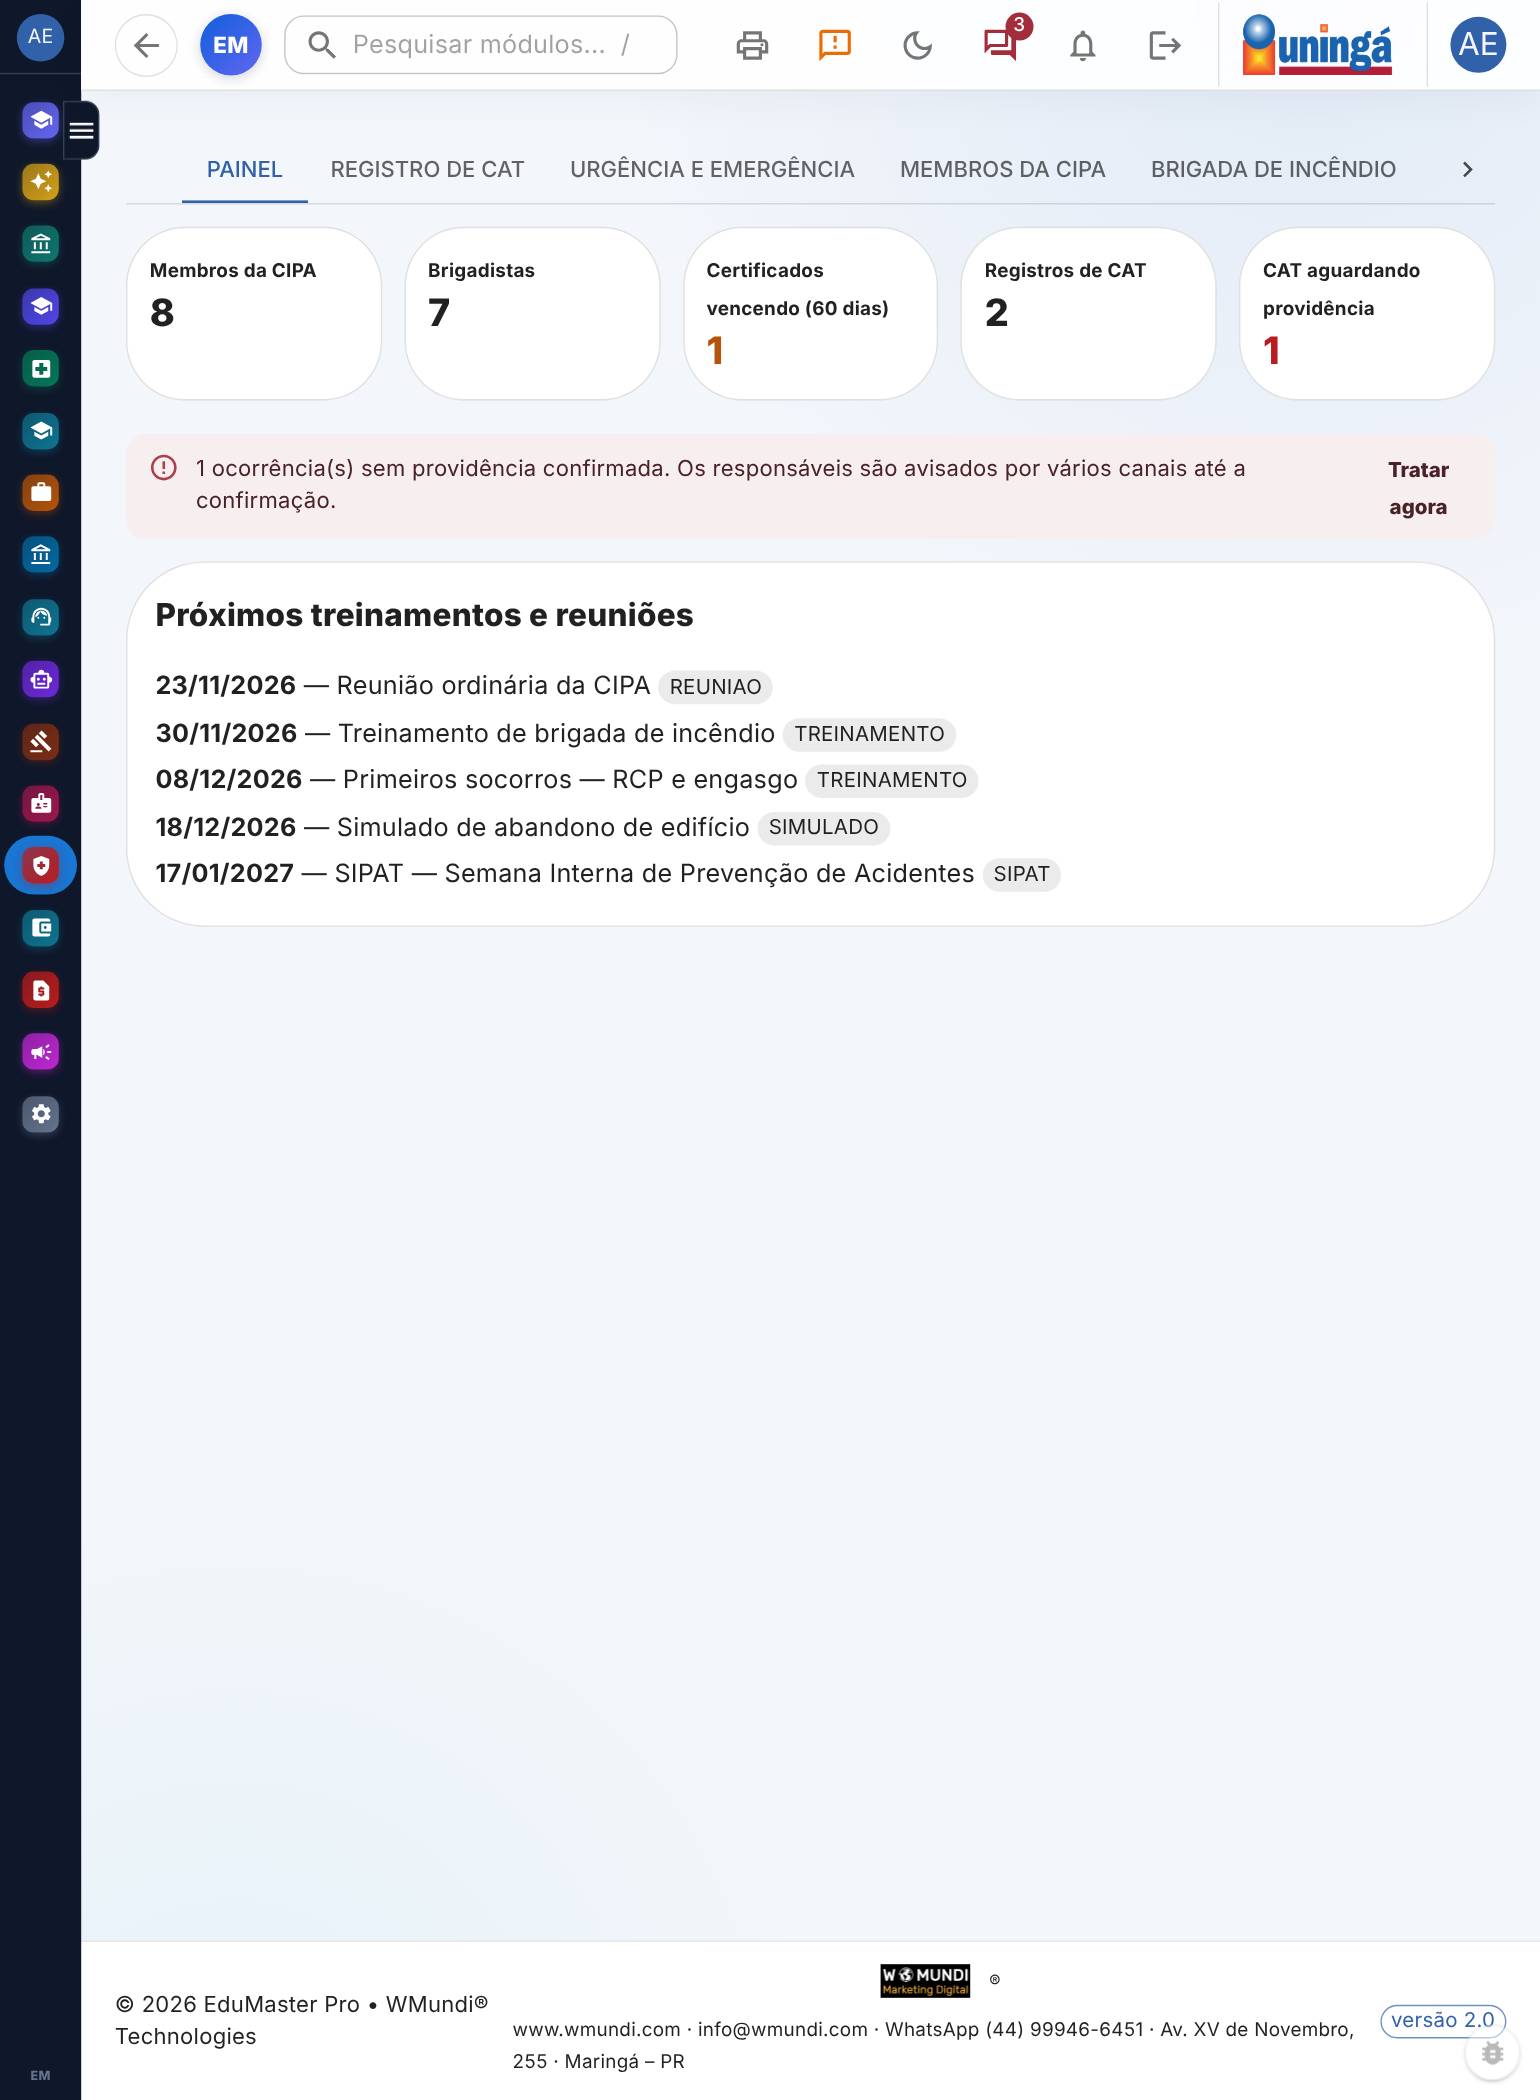 AE
EM
Pesquisar módulos... /
3
uningá
AE
PAINEL
REGISTRO DE CAT
URGÊNCIA E EMERGÊNCIA
MEMBROS DA CIPA
BRIGADA DE INCÊNDIO
Membros da CIPA
8
Brigadistas
7
Certificados
vencendo (60 dias)
1
Registros de CAT
2
CAT aguardando
providência
1
1 ocorrência(s) sem providência confirmada. Os responsáveis são avisados por vários canais até a
confirmação.
Tratar
agora
Próximos treinamentos e reuniões
23/11/2026 — Reunião ordinária da CIPA REUNIAO
30/11/2026 — Treinamento de brigada de incêndio TREINAMENTO
08/12/2026 — Primeiros socorros — RCP e engasgo TREINAMENTO
18/12/2026 — Simulado de abandono de edifício SIMULADO
17/01/2027 — SIPAT — Semana Interna de Prevenção de Acidentes SIPAT
© 2026 EduMaster Pro • WMundi®
Technologies
W MUNDI
Marketing Digital
®
www.wmundi.com · info@wmundi.com · WhatsApp (44) 99946-6451 · Av. XV de Novembro,
255 · Maringá – PR
versão 2.0
EM